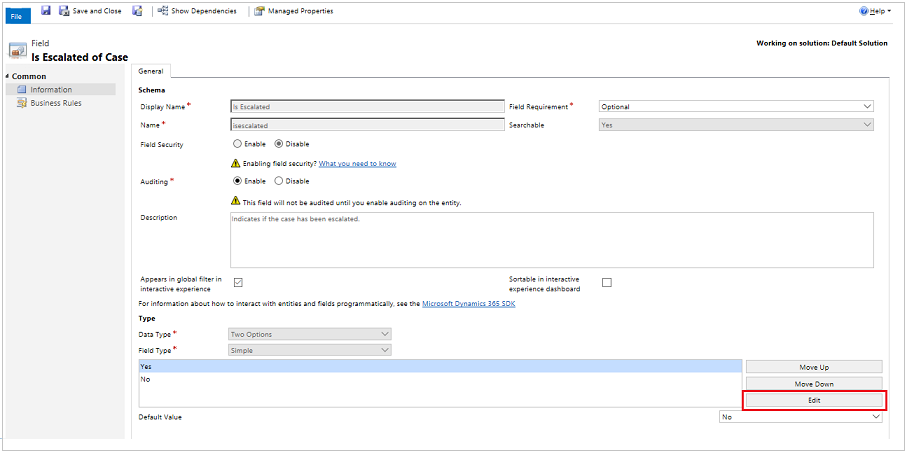 File
Save and Close
Show Dependencies
Managed Properties
Help
Field
Is Escalated of Case
Working on solution: Default Solution
Common
Information
Business Rules
General
Schema
Display Name *
Is Escalated
Field Requirement *
Optional
Name *
isescalated
Searchable
Yes
Field Security
Enable
Disable
Enabling field security? What you need to know
Auditing *
Enable
Disable
This field will not be audited until you enable auditing on the entity.
Description
Indicates if the case has been escalated.
Appears in global filter in
interactive experience
Sortable in interactive
experience dashboard
For information about how to interact with entities and fields programmatically, see the Microsoft Dynamics 365 SDK
Type
Data Type *
Two Options
Field Type *
Simple
Yes
No
Move Up
Move Down
Edit
Default Value
No